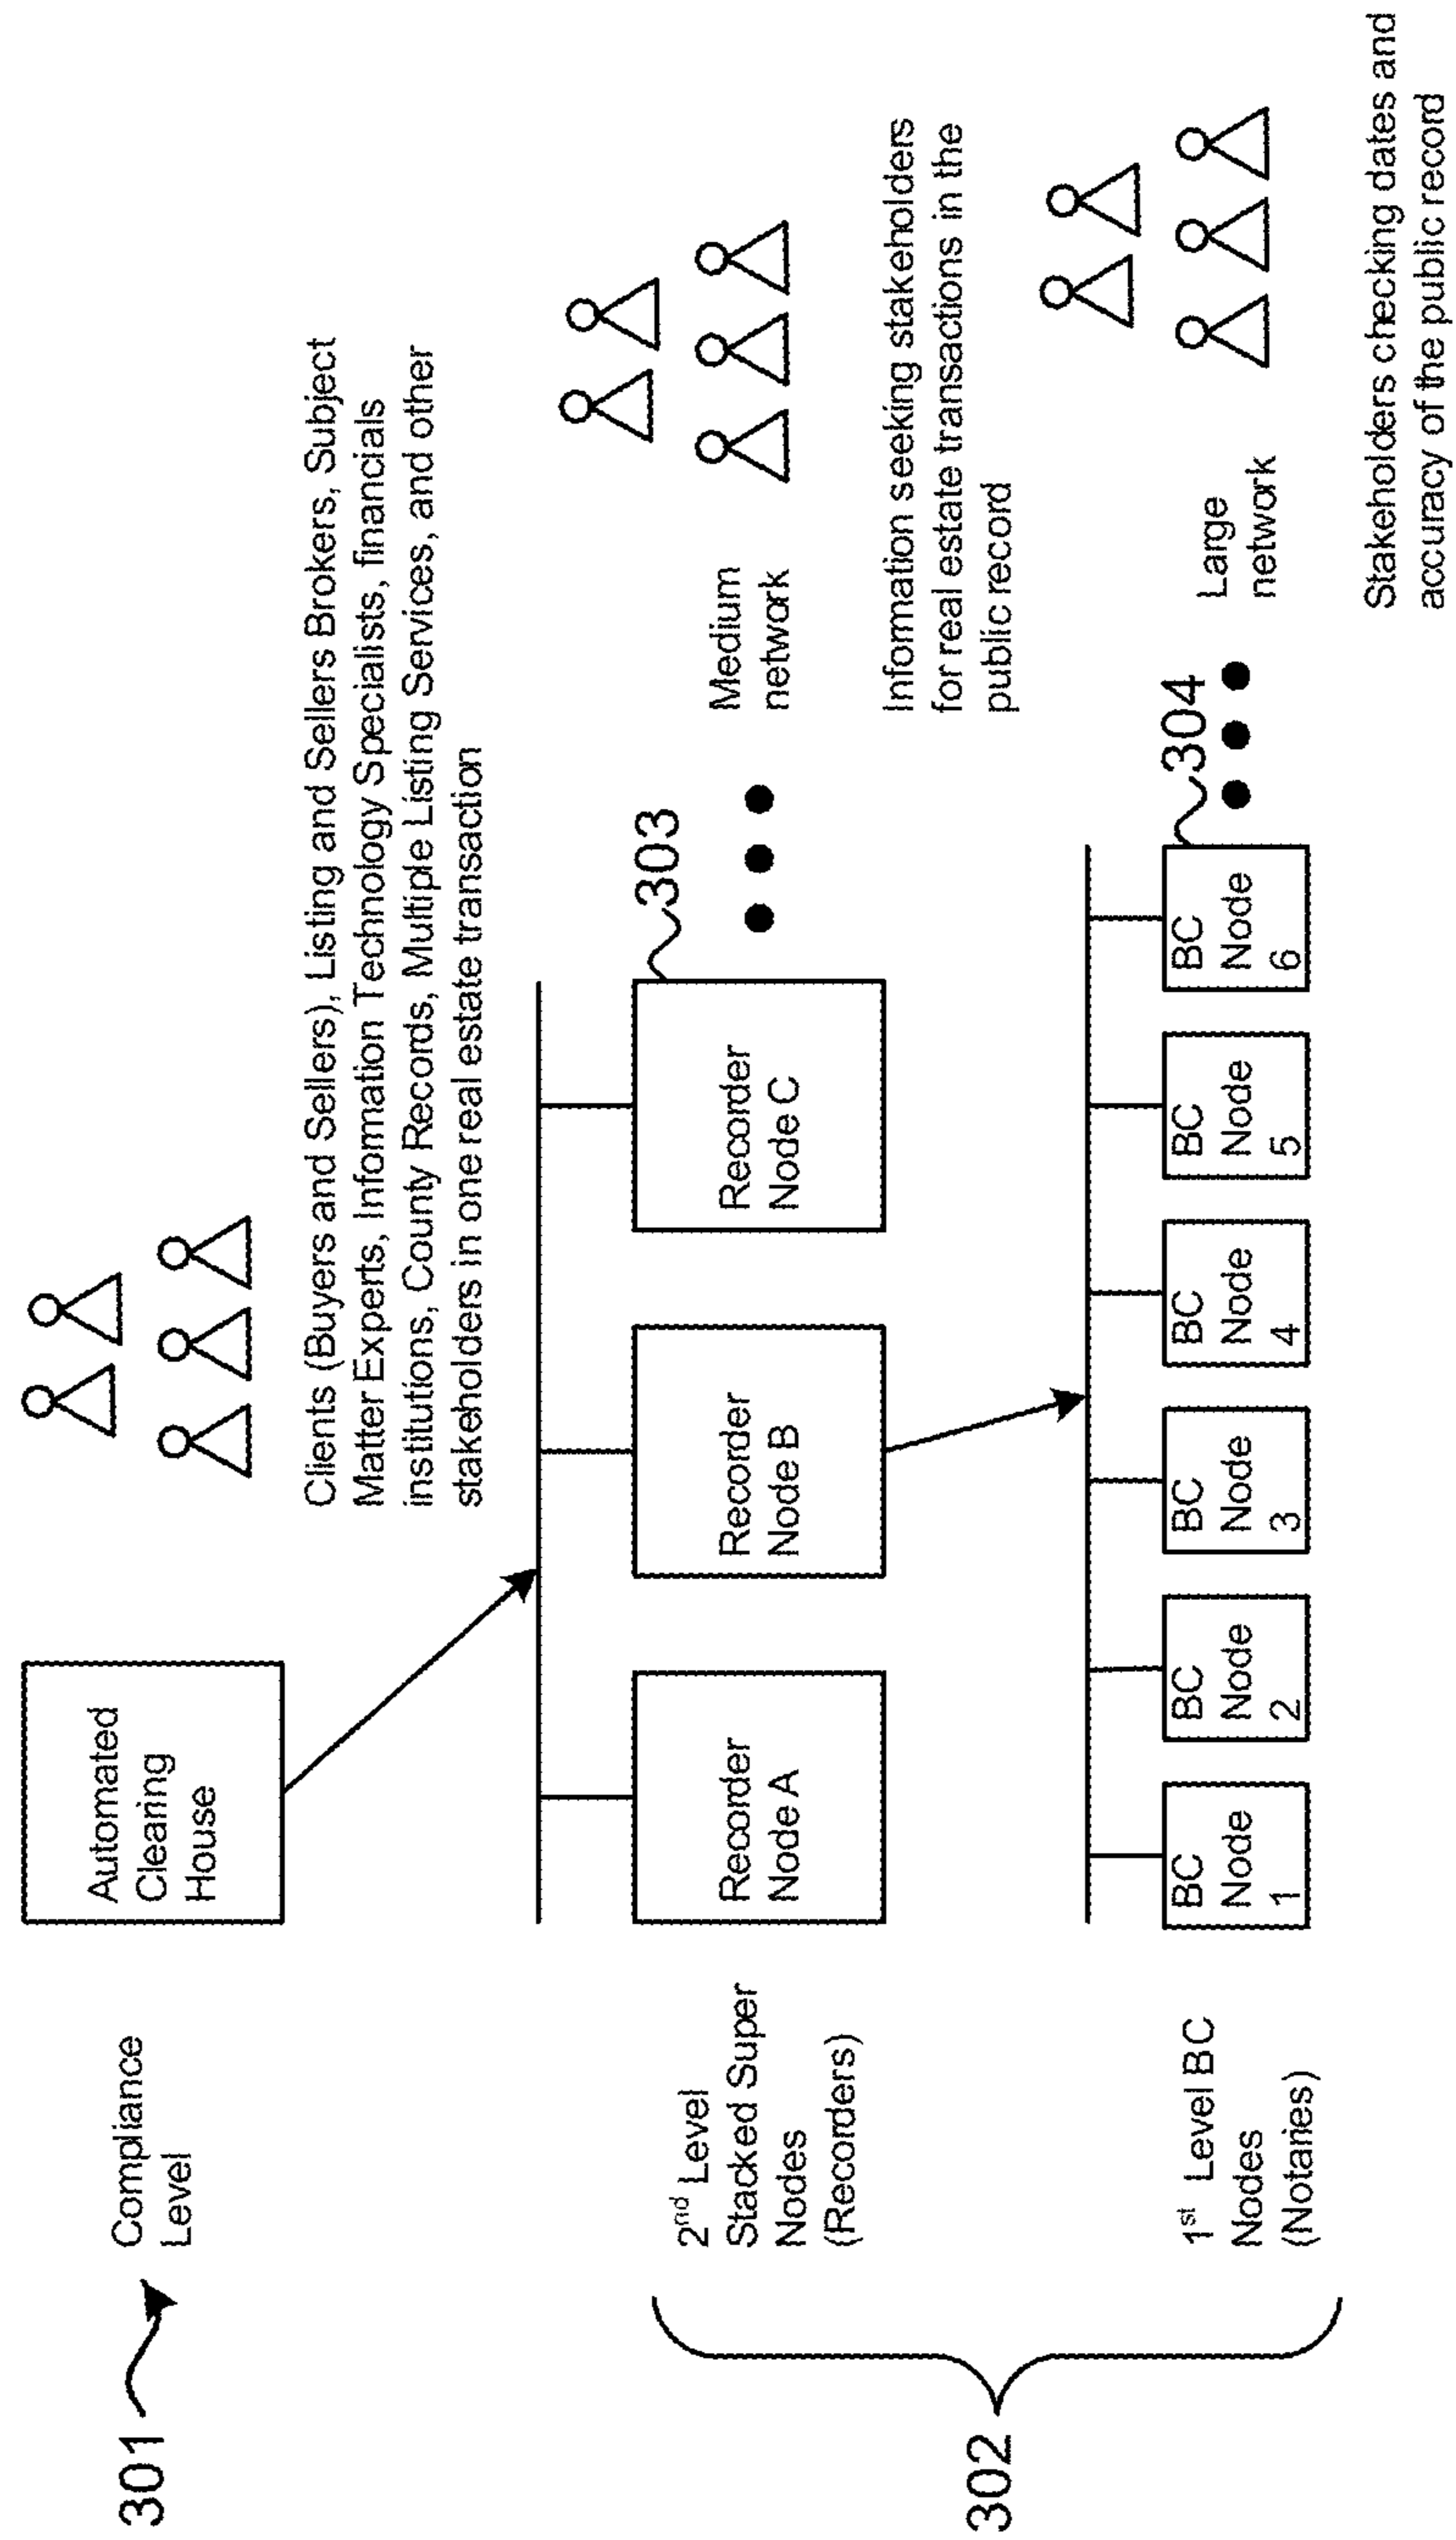 301
Compliance
Level
Automated
Clearing
House
Clients (Buyers and Sellers), Listing and Sellers Brokers, Subject
Matter Experts, Information Technology Specialists, financials
institutions, County Records, Multiple Listing Services, and other
stakeholders in one real estate transaction
302
2nd Level
Stacked Super
Nodes
(Recorders)
Recorder
Node A
Recorder
Node B
Recorder
Node C
303
Medium
network
Information seeking stakeholders
for real estate transactions in the
public record
1st Level BC
Nodes
(Notaries)
BC
Node
1
BC
Node
2
BC
Node
3
BC
Node
4
BC
Node
5
BC
Node
6
304
Large
network
Stakeholders checking dates and
accuracy of the public record